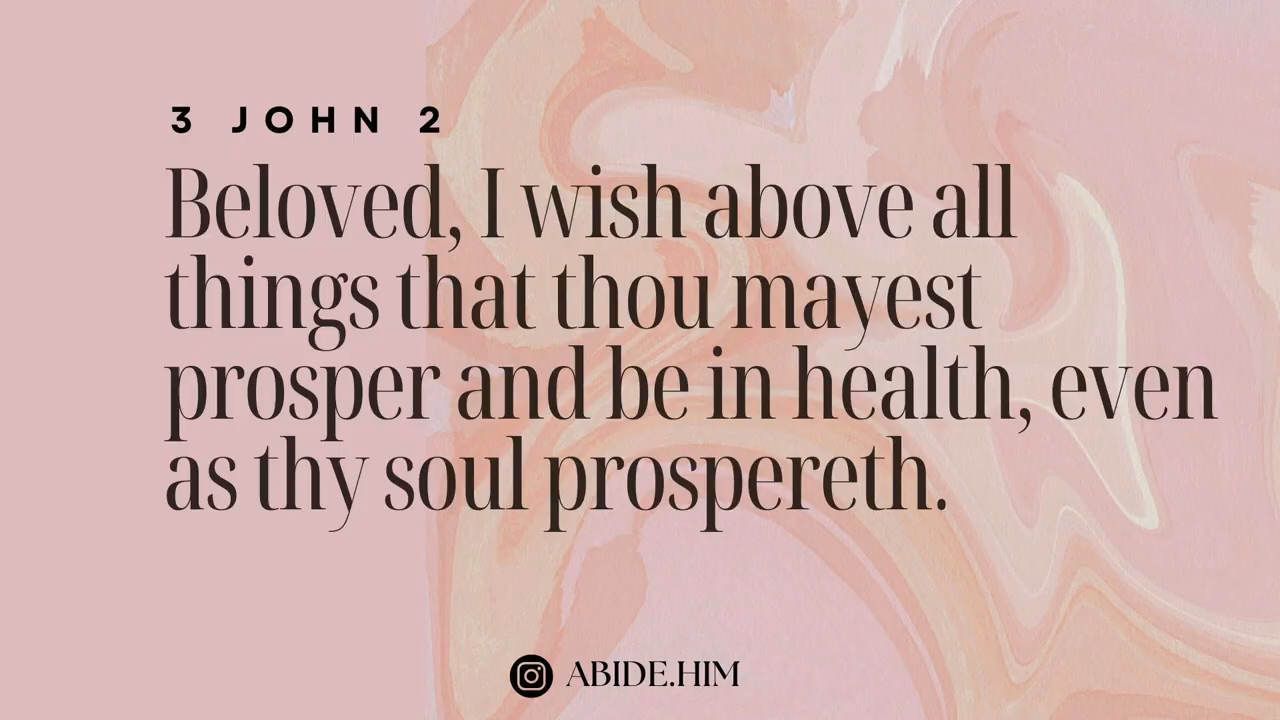 3 JOHN 2
Beloved, I wish above all
things that thou mayest
prosper and be in health, even
as thy soul prospereth.
ABIDE.HIM